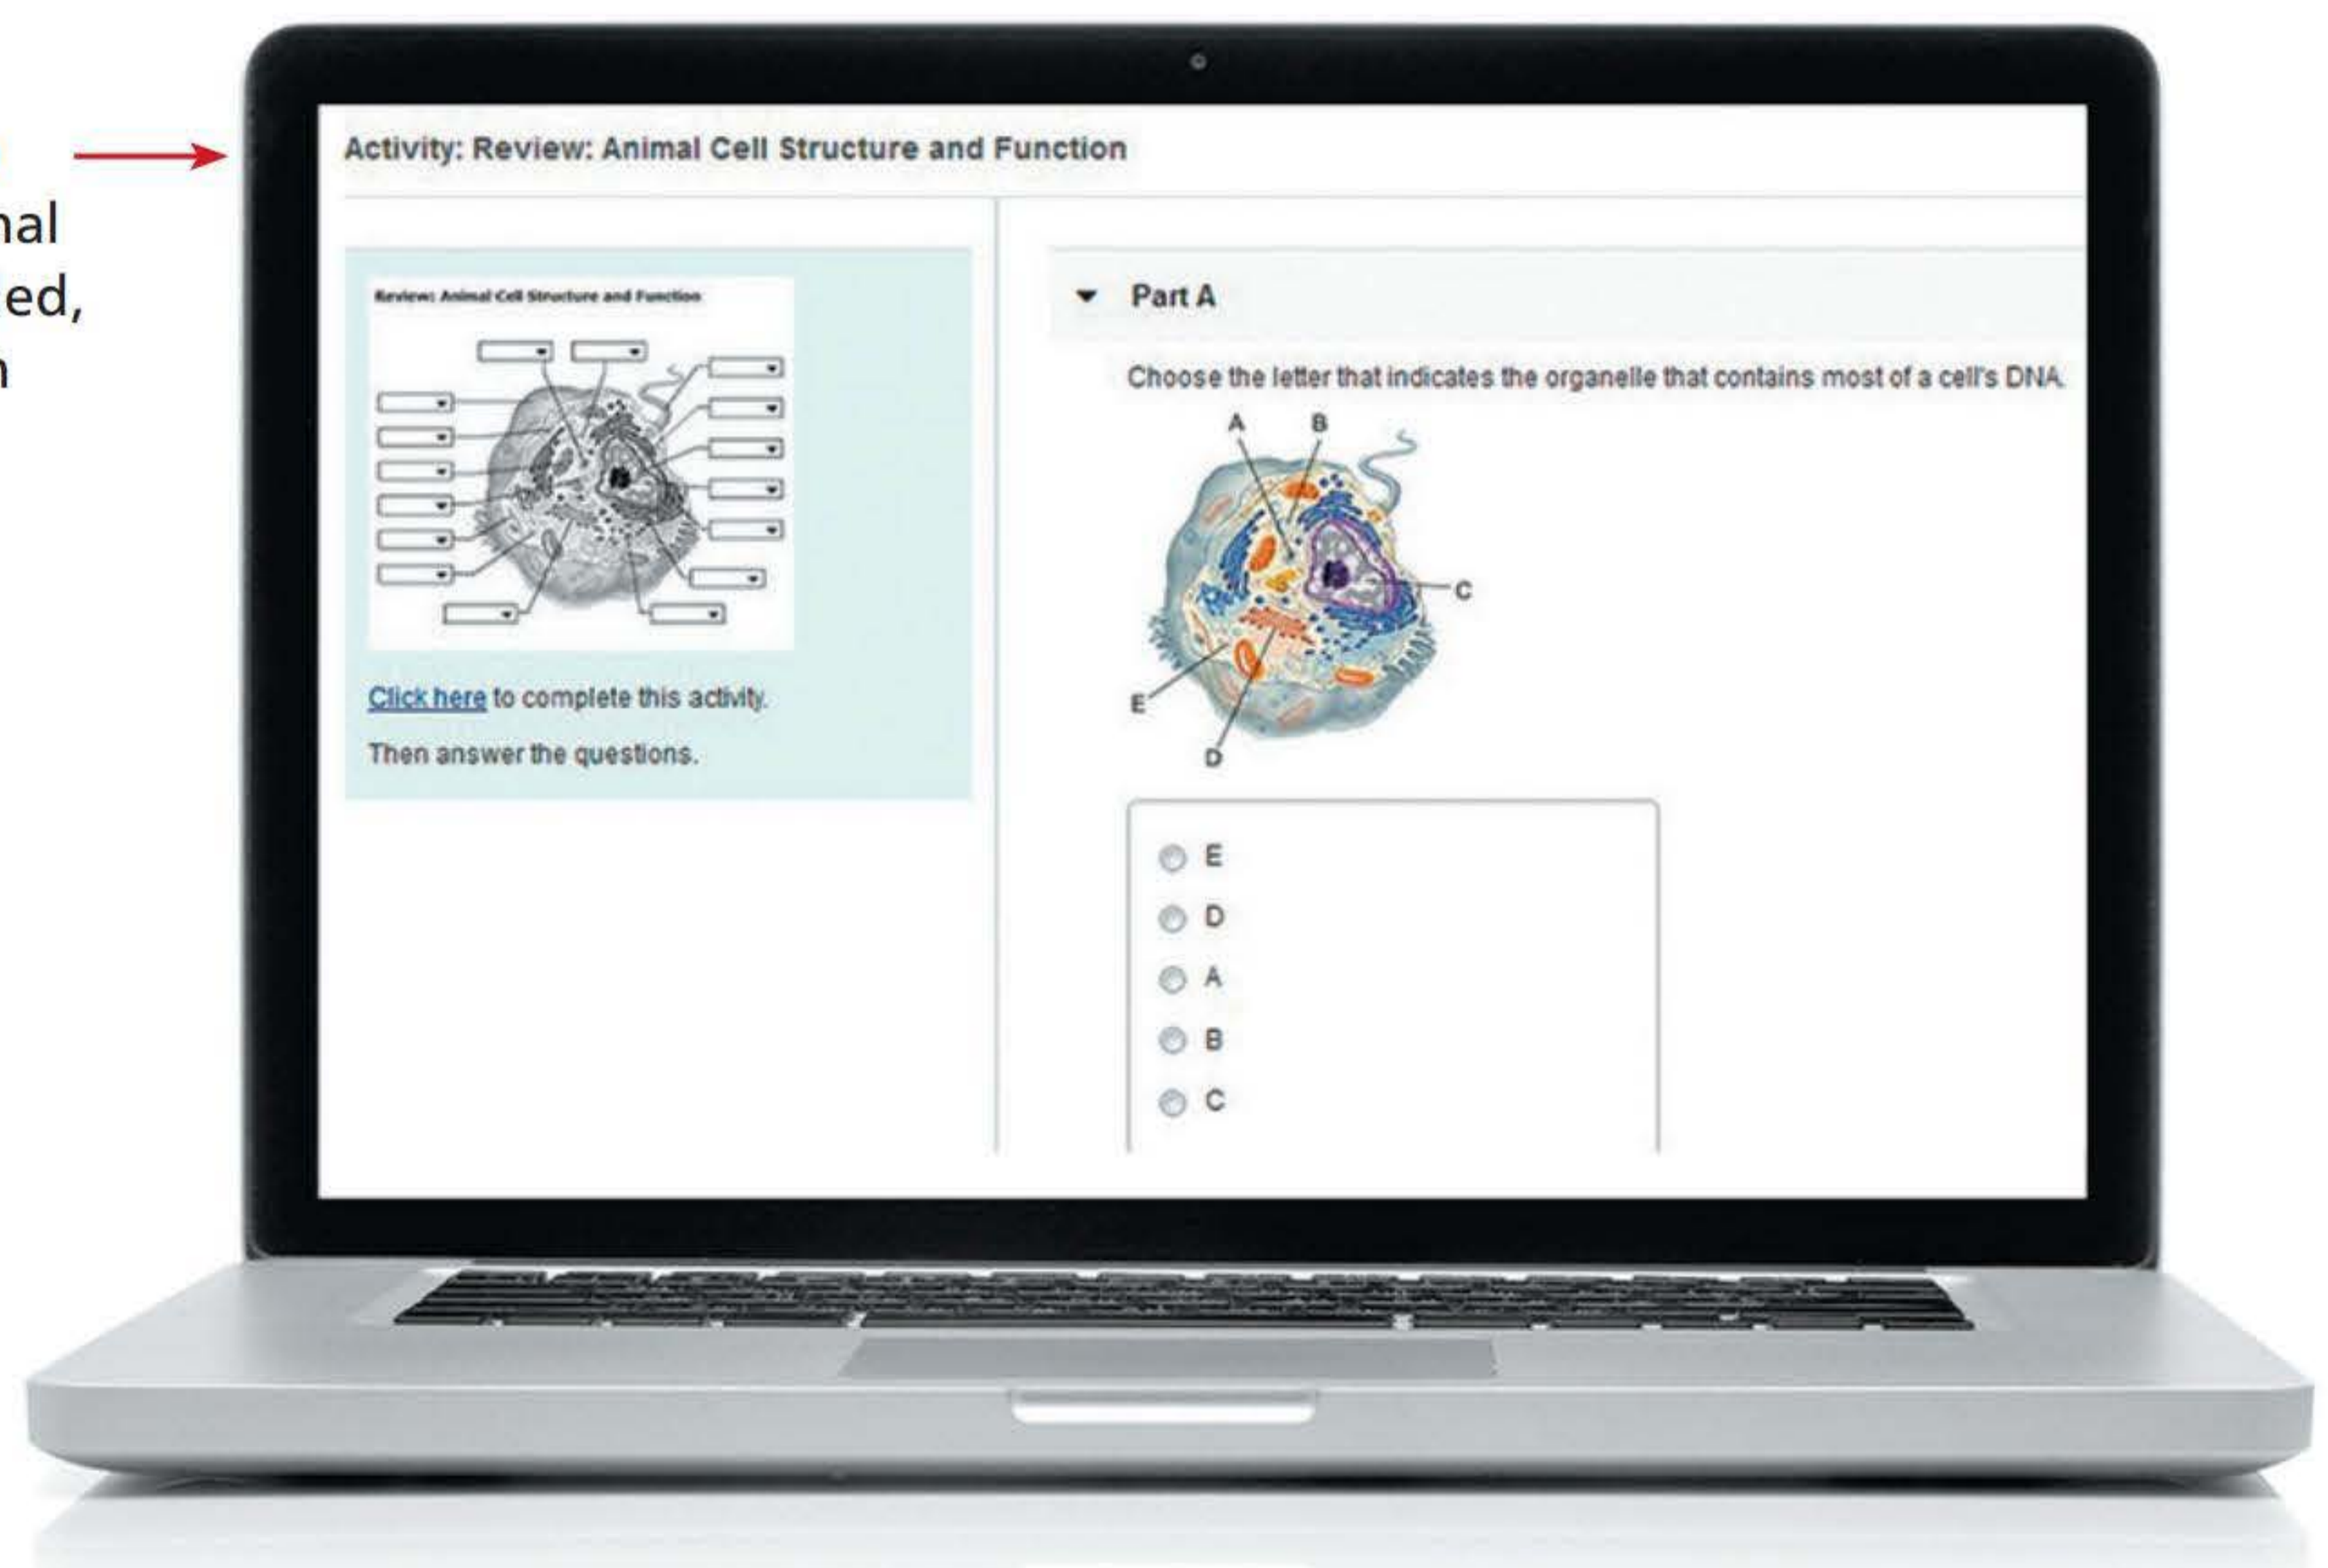 nal
ed,
n
Activity: Review: Animal Cell Structure and Function
Review: Animal Cell Structure and Function
Click here to complete this activity.
Then answer the questions.
Part A
Choose the letter that indicates the organelle that contains most of a cell's DNA.
A B
C
E
D
E
D
A
B
C